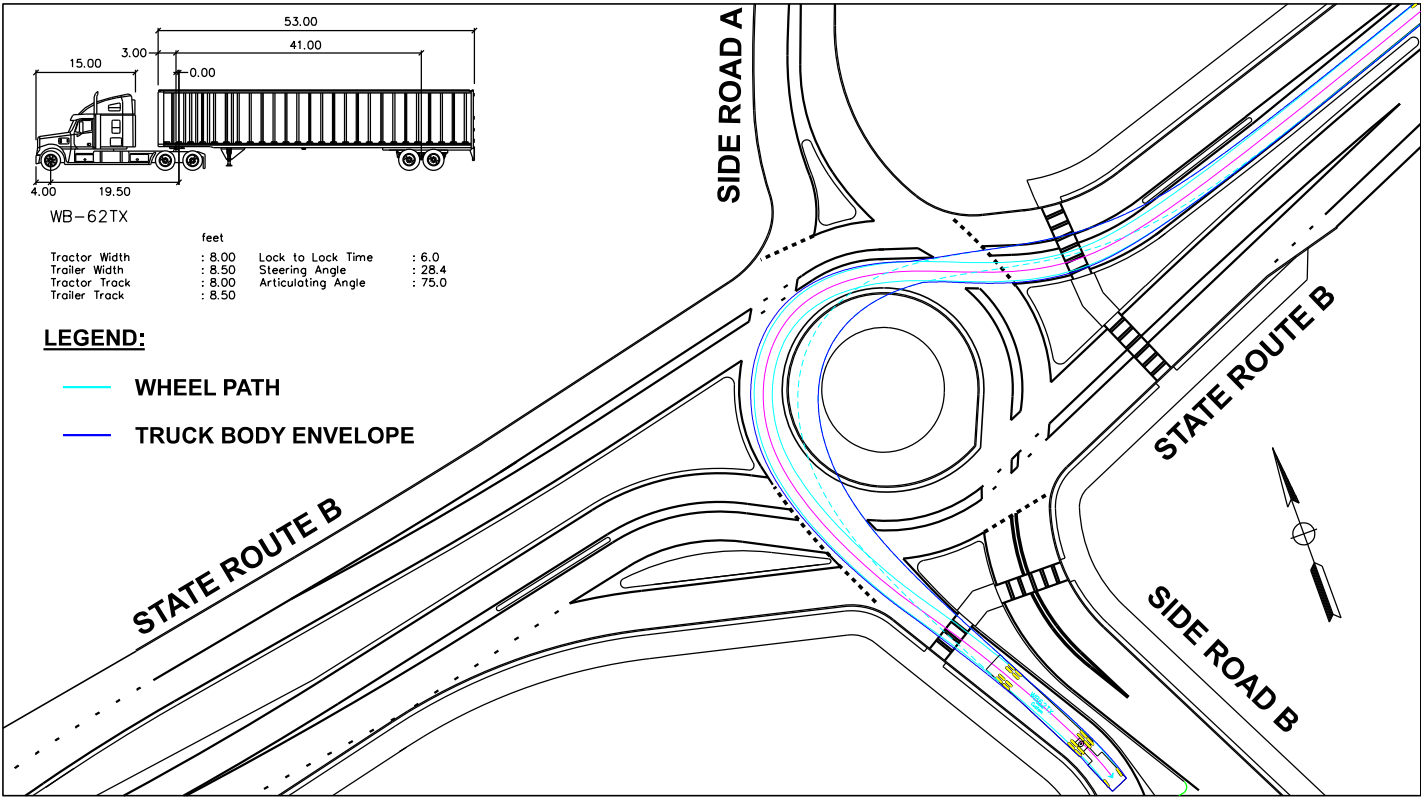 53.00
41.00
3.00
0.00
15.00
4.00
19.50
WB-62TX
feet
Tractor Width : 8.00 Lock to Lock Time : 6.0
Trailer Width : 8.50 Steering Angle : 28.4
Tractor Track : 8.00 Articulating Angle : 75.0
Trailer Track : 8.50
LEGEND:
WHEEL PATH
TRUCK BODY ENVELOPE
SIDE ROAD A
STATE ROUTE B
STATE ROUTE B
SIDE ROAD B